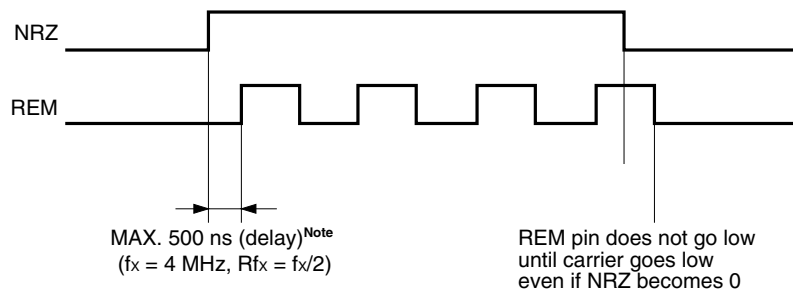 NRZ
REM
MAX. 500 ns (delay)Note
(fx = 4 MHz, Rfx = fx/2)
REM pin does not go low
until carrier goes low
even if NRZ becomes 0